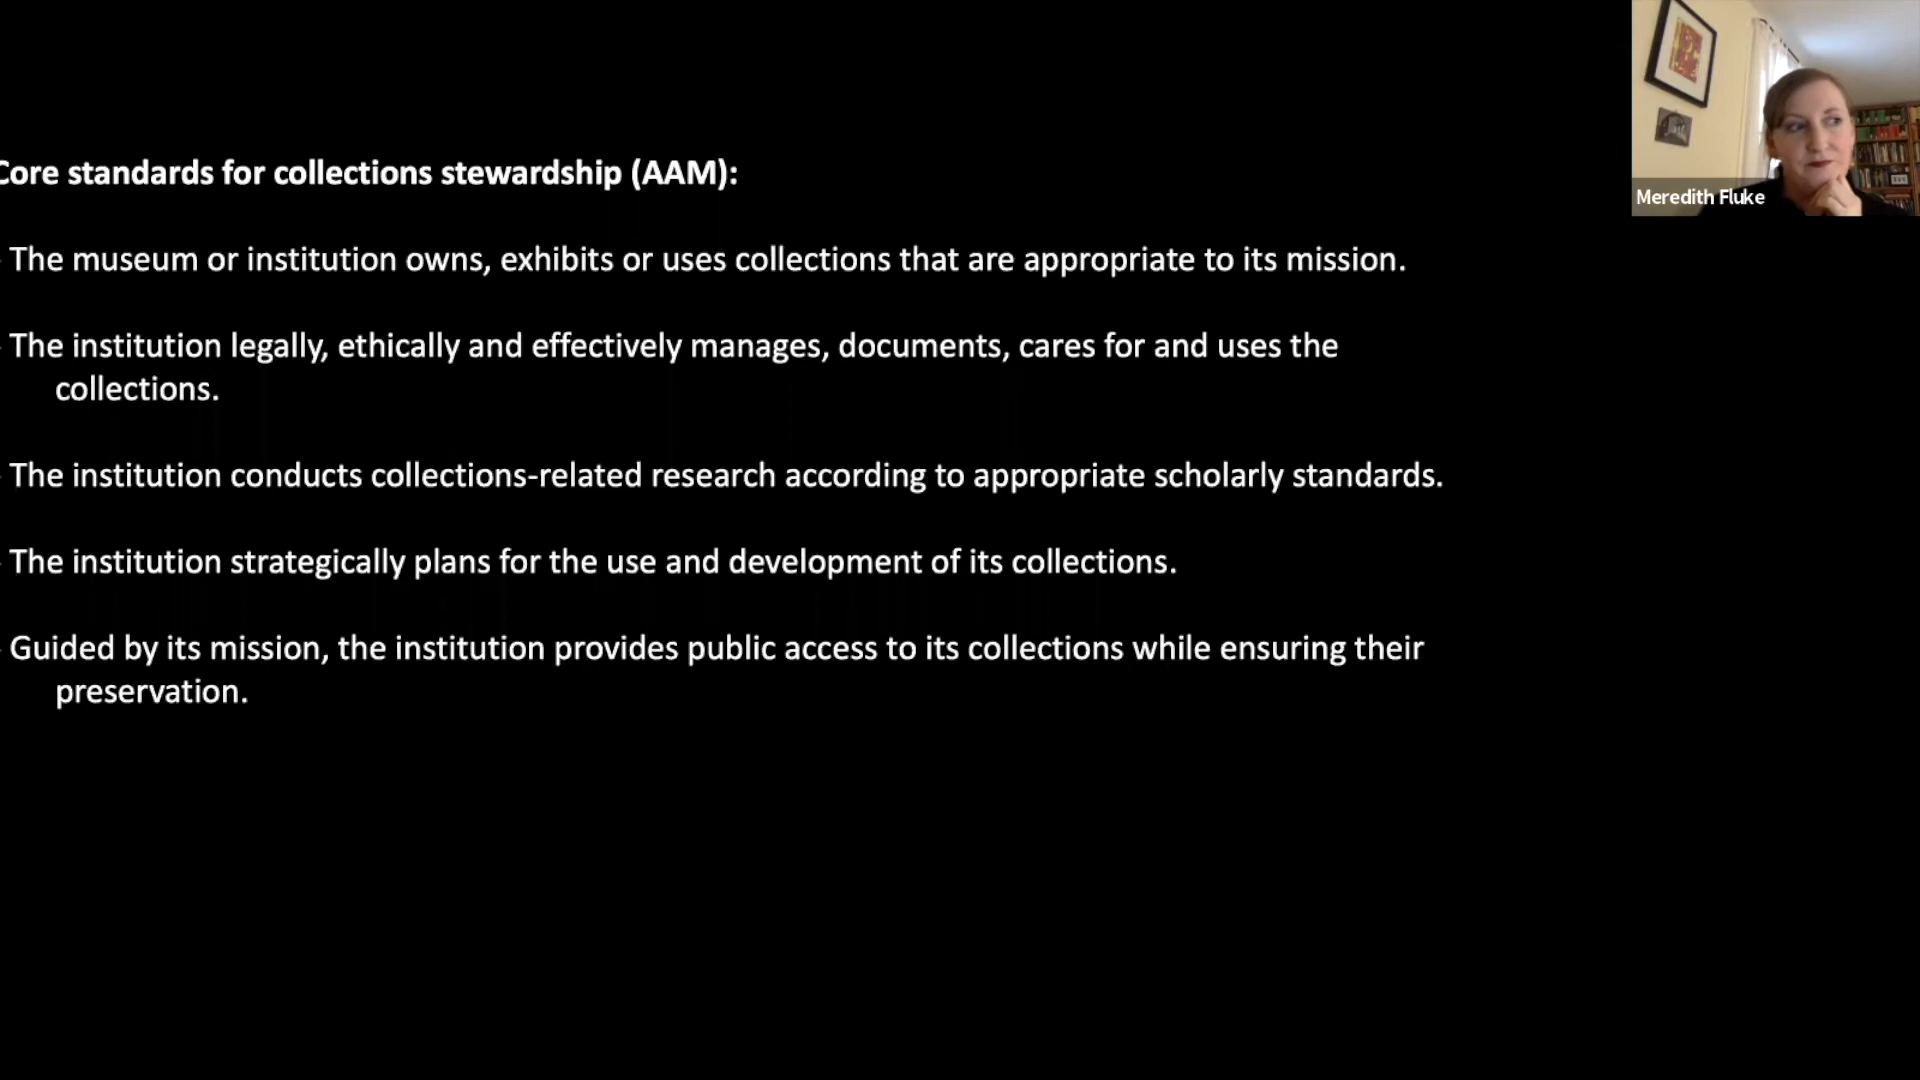 Core standards for collections stewardship (AAM):
The museum or institution owns, exhibits or uses collections that are appropriate to its mission.
The institution legally, ethically and effectively manages, documents, cares for and uses the
collections.
The institution conducts collections-related research according to appropriate scholarly standards.
The institution strategically plans for the use and development of its collections.
Guided by its mission, the institution provides public access to its collections while ensuring their
preservation.
Meredith Fluke